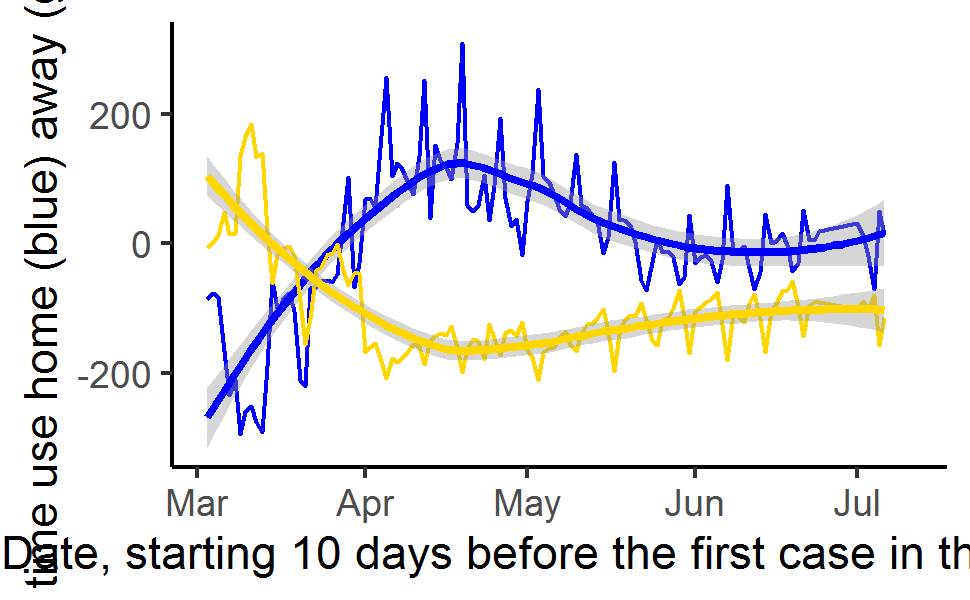 time use home (blue) away (
200
0
-200
Mar Apr May Jun Jul
Date, starting 10 days before the first case in th